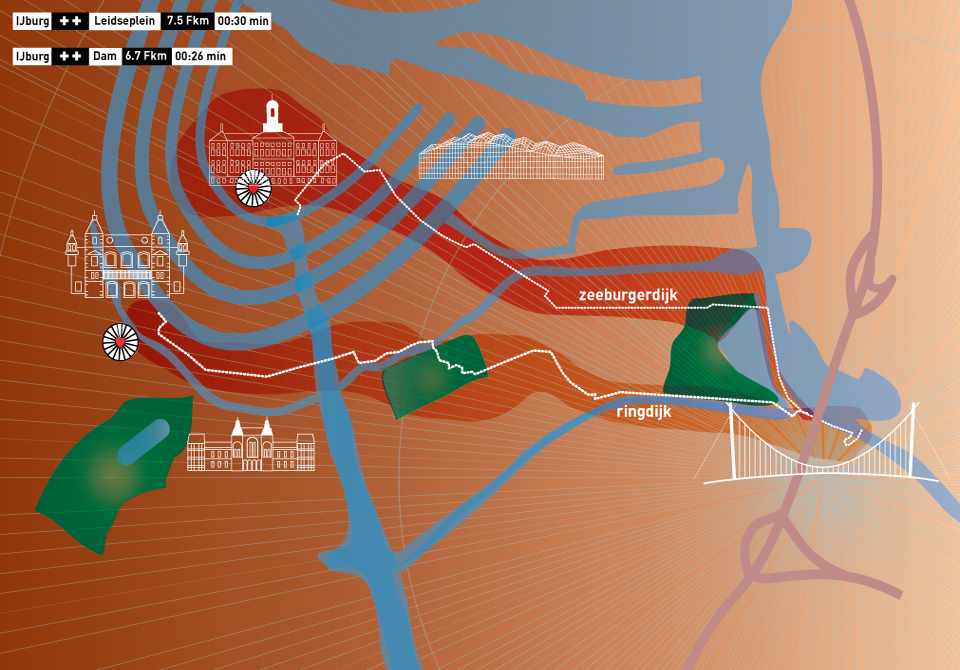 IJburg ++ Leidseplein 7.5 Fkm 00:30 min
IJburg ++ Dam 6.7 Fkm 00:26 min
zeeburgerdijk
ringdijk